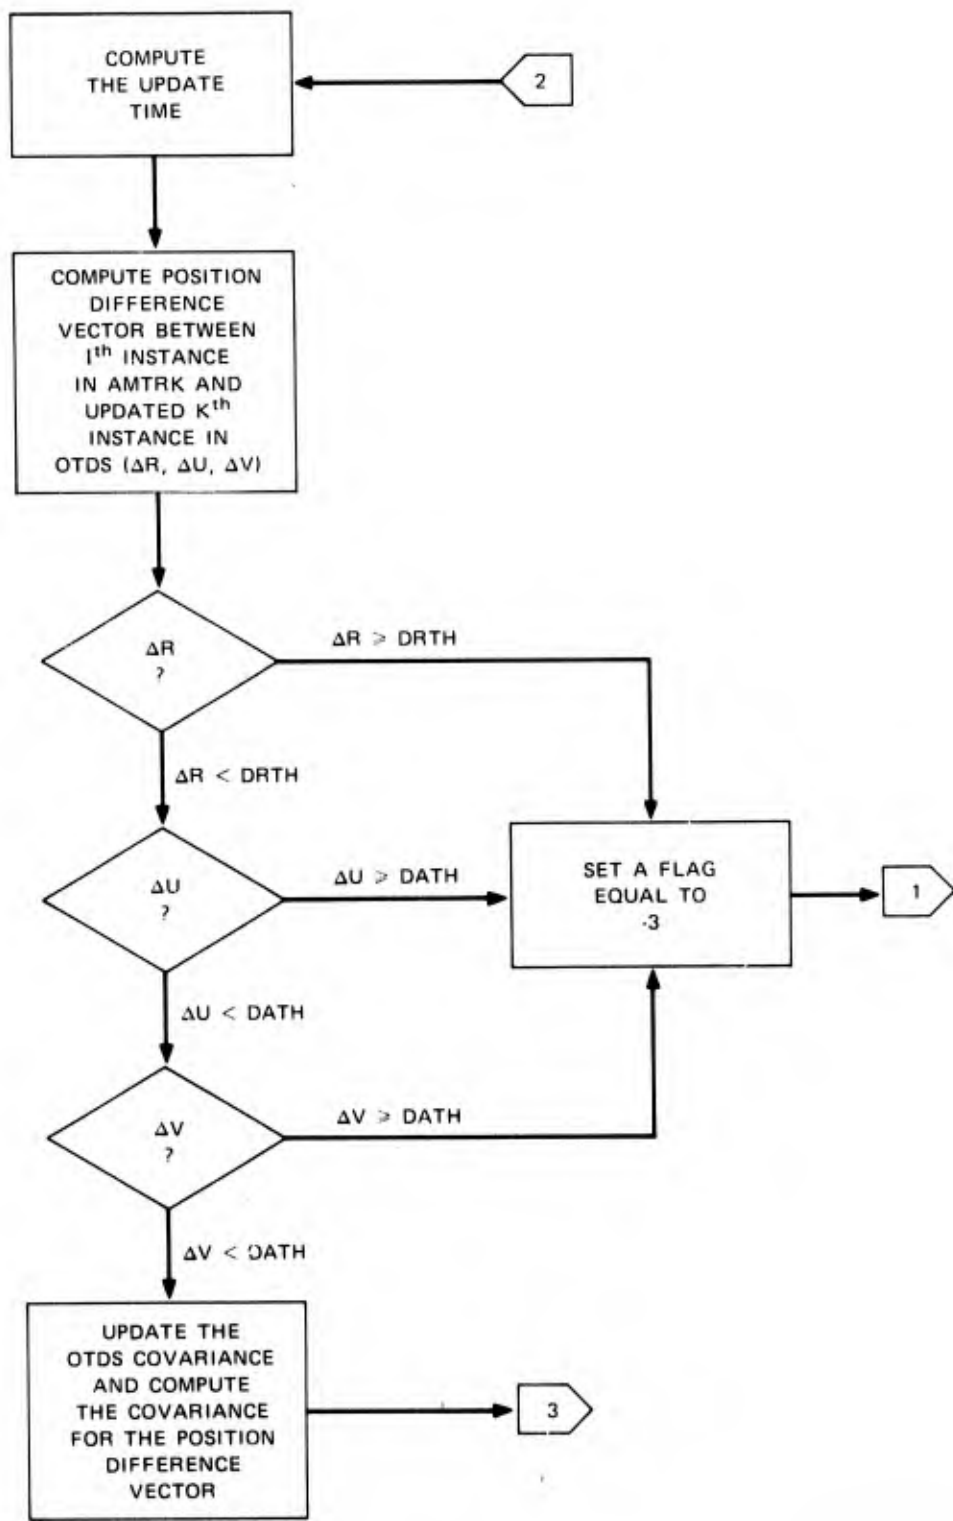 COMPUTE
THE UPDATE
TIME
2
COMPUTE POSITION
DIFFERENCE
VECTOR BETWEEN
Ith INSTANCE
IN AMTRK AND
UPDATED Kth
INSTANCE IN
OTDS (ΔR, ΔU, ΔV)
ΔR
?
ΔR ⩾ DRTH
ΔR < DRTH
ΔU
?
ΔU ⩾ DATH
SET A FLAG
EQUAL TO
-3
1
ΔU < DATH
ΔV
?
ΔV ⩾ DATH
ΔV < DATH
UPDATE THE
OTDS COVARIANCE
AND COMPUTE
THE COVARIANCE
FOR THE POSITION
DIFFERENCE
VECTOR
3